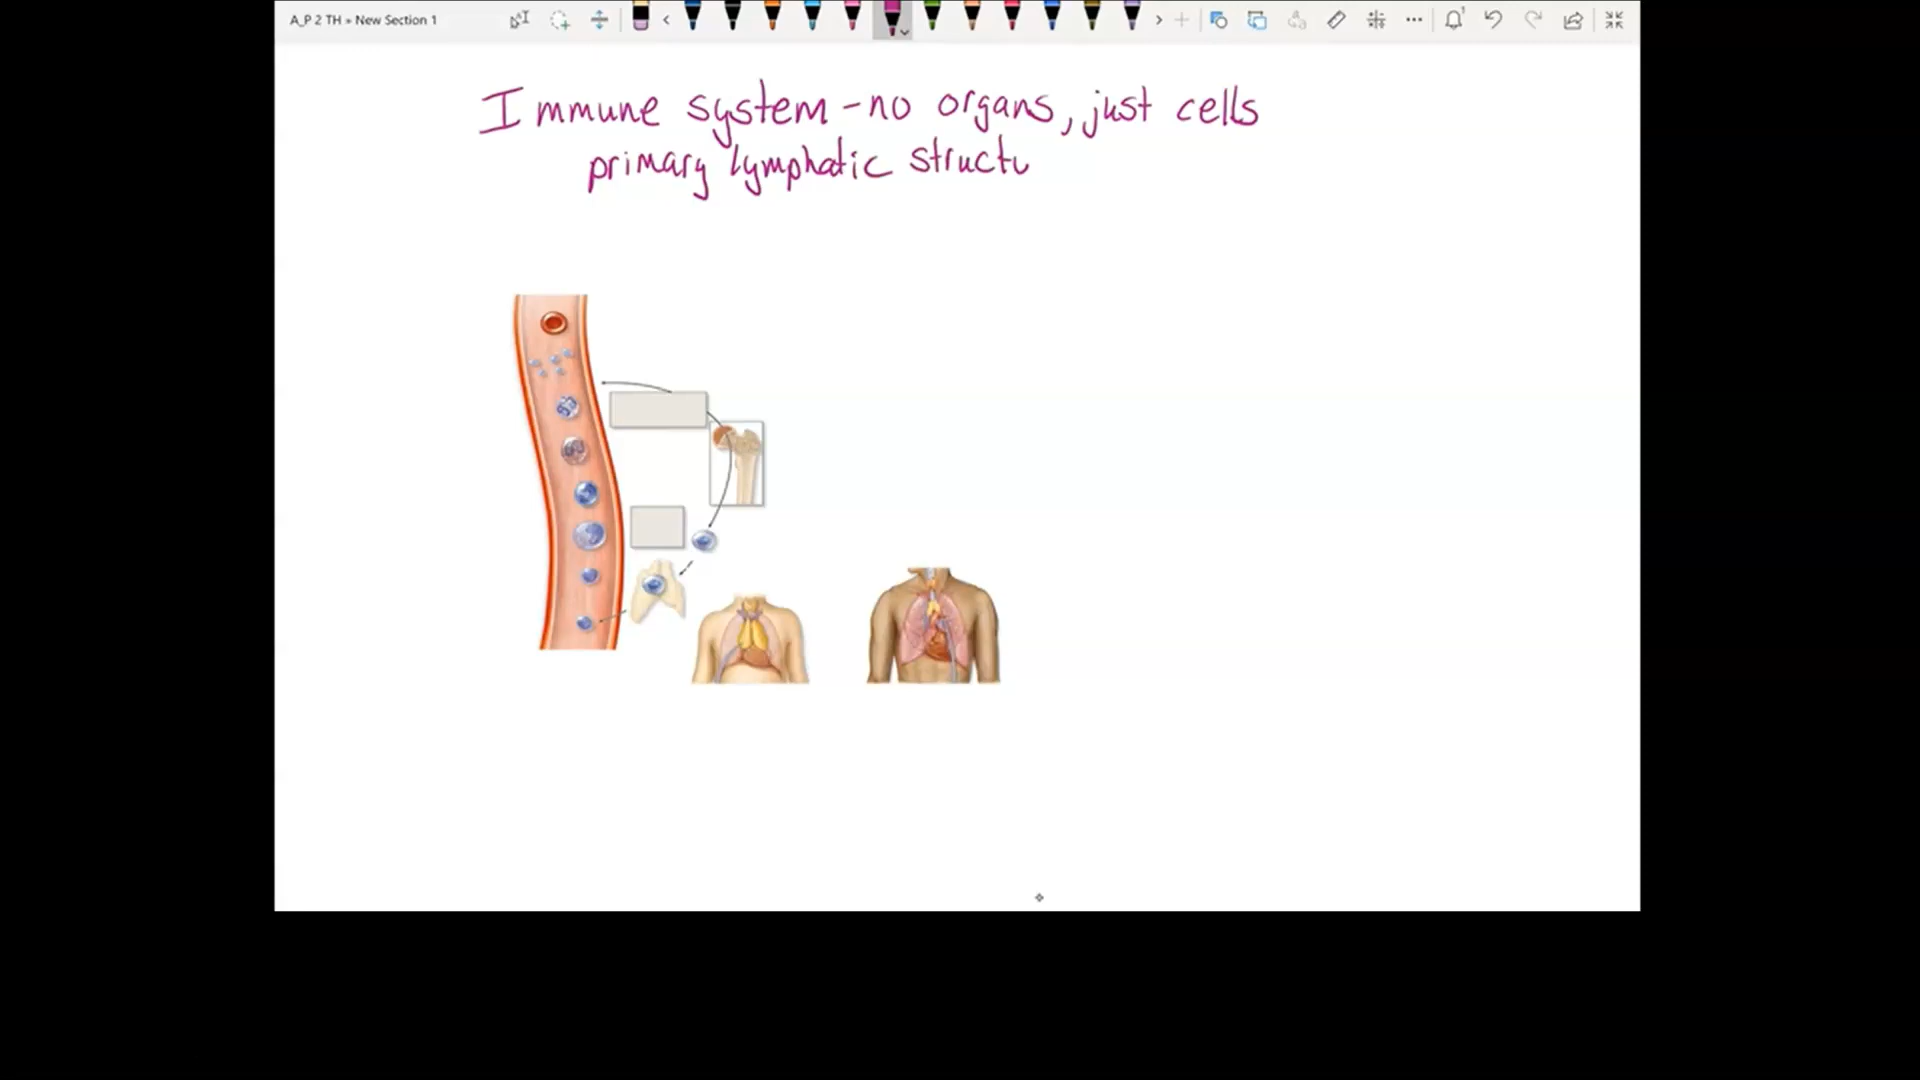 A_P 2 TH » New Section 1
Immune system - no organs, just cells
primary lymphatic structu